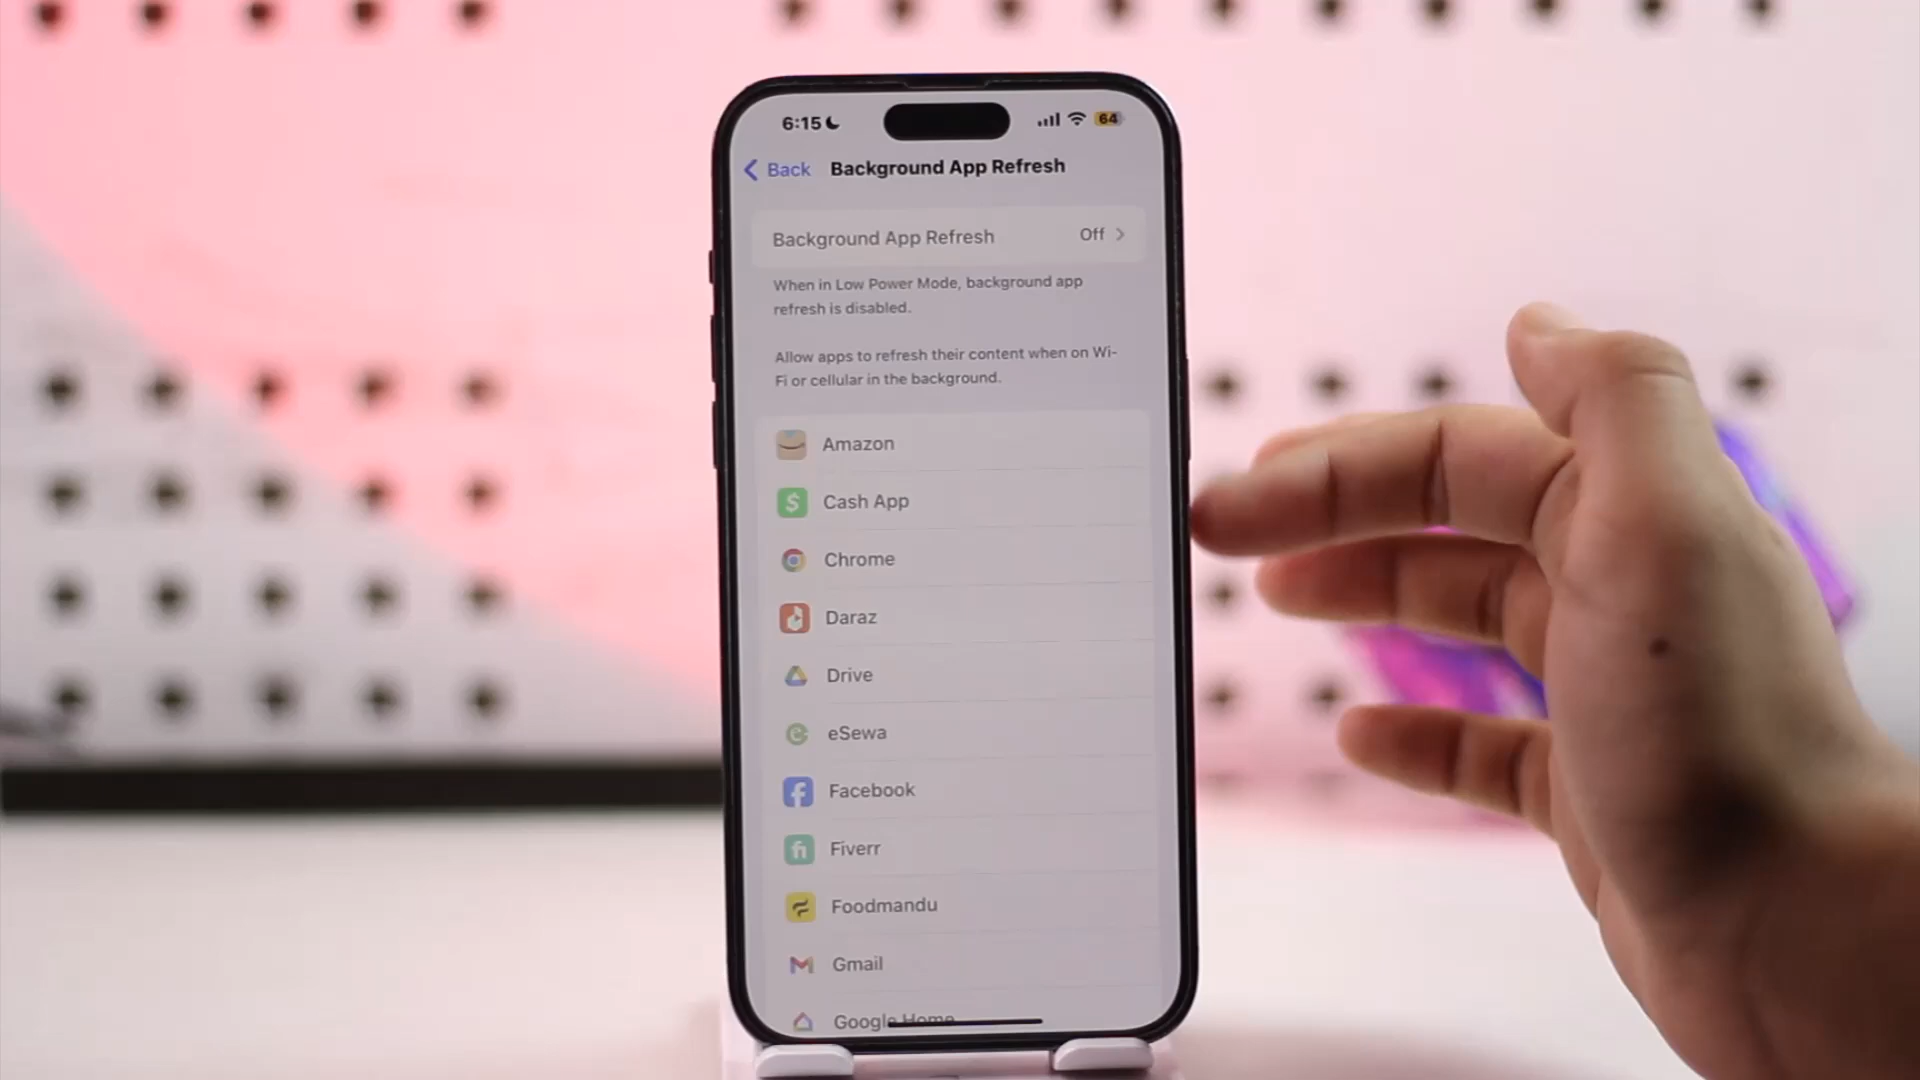 6:15
64
Back
Background App Refresh
Background App Refresh Off
When in Low Power Mode, background app
refresh is disabled.
Allow apps to refresh their content when on Wi-
Fi or cellular in the background.
Amazon
Cash App
Chrome
Daraz
Drive
eSewa
Facebook
Fiverr
Foodmandu
Gmail
Google Home